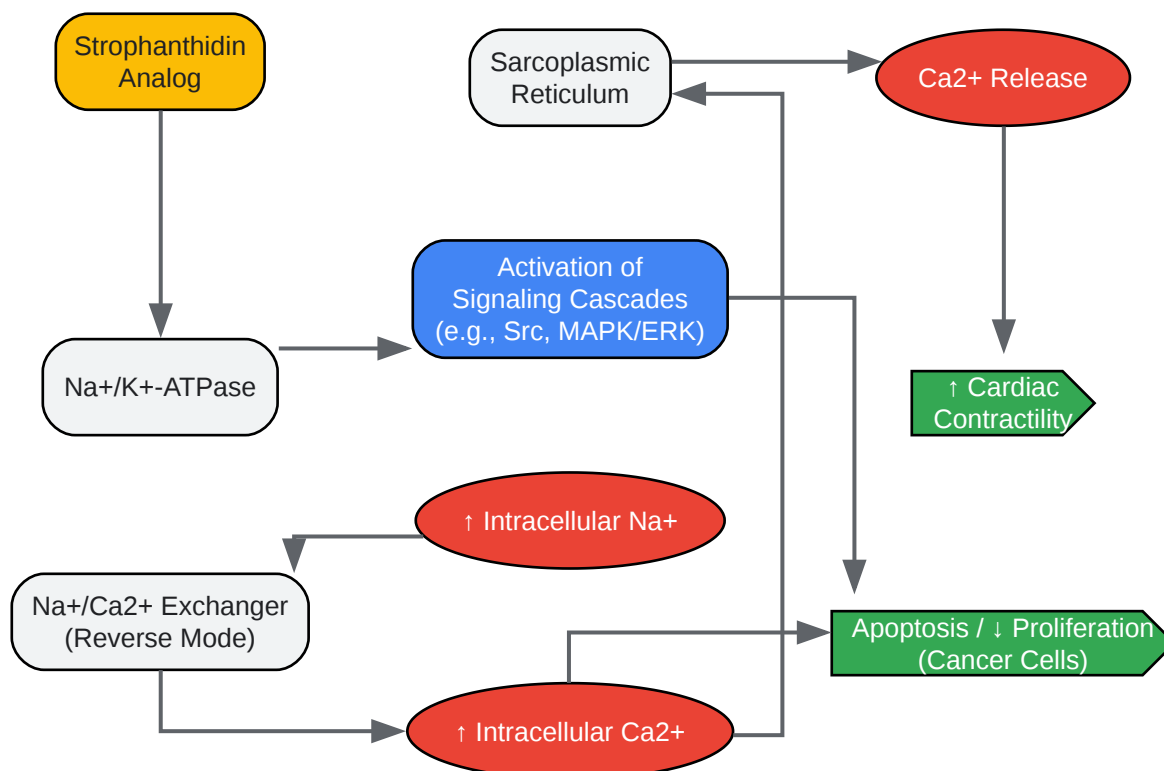 Strophanthidin
Analog
Sarcoplasmic
Reticulum
Ca2+ Release
Activation of
Signaling Cascades
(e.g., Src, MAPK/ERK)
Na+/K+-ATPase
↑ Cardiac
Contractility
↑ Intracellular Na+
Na+/Ca2+ Exchanger
(Reverse Mode)
Apoptosis / ↓ Proliferation
(Cancer Cells)
↑ Intracellular Ca2+